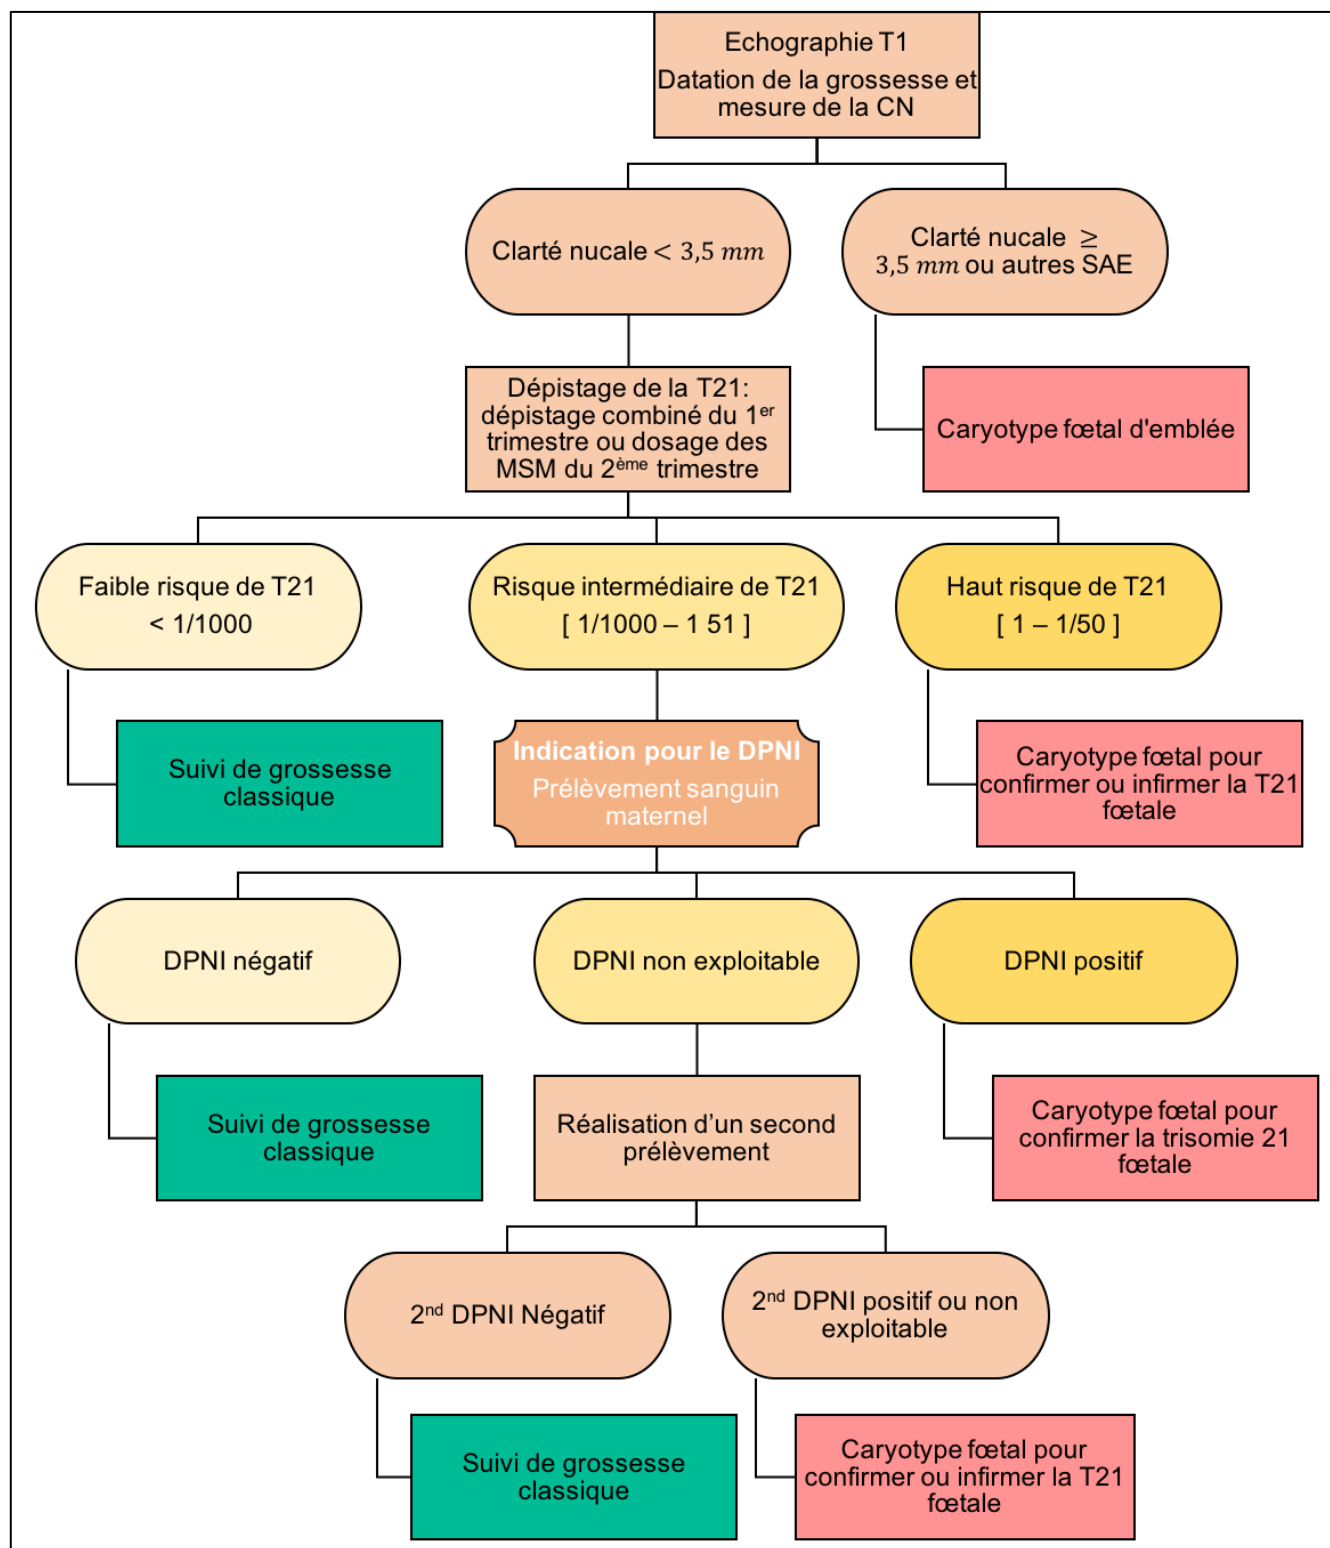 Echographie T1
Datation de la grossesse et
mesure de la CN
Clarté nucale < 3,5 mm
Clarté nucale ≥
3,5 mm ou autres SAE
Dépistage de la T21:
dépistage combiné du 1er
trimestre ou dosage des
MSM du 2ème trimestre
Caryotype fœtal d'emblée
Faible risque de T21
< 1/1000
Risque intermédiaire de T21
[ 1/1000 – 1 51 ]
Haut risque de T21
[ 1 – 1/50 ]
Suivi de grossesse
classique
Indication pour le DPNI
Prélèvement sanguin
maternel
Caryotype fœtal pour
confirmer ou infirmer la T21
fœtale
DPNI négatif
DPNI non exploitable
DPNI positif
Suivi de grossesse
classique
Réalisation d’un second
prélèvement
Caryotype fœtal pour
confirmer la trisomie 21
fœtale
2nd DPNI Négatif
2nd DPNI positif ou non
exploitable
Suivi de grossesse
classique
Caryotype fœtal pour
confirmer ou infirmer la T21
fœtale